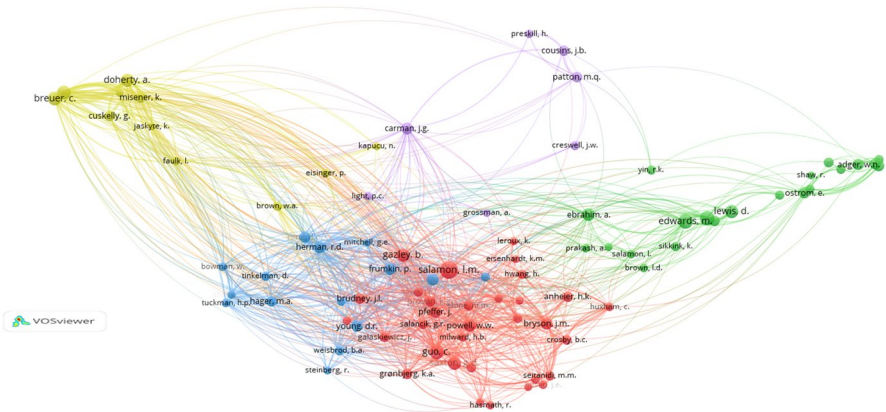 preskill, h.
cousins, j.b.
patton, m.q.
doherty, a.
breuer, c.
misener, k.
cuskelly, g.
jaskyte, k.
carman, j.g.
kapucu, n.
creswell, j.w.
faulk, l.
eisinger, p.
yin, r.k.
adger, w.n.
shaw, r.
light, p.c.
ostrom, e.
brown, w.a.
grossman, a.
ebrahim, a.
lewis, d.
edwards, m.
herman, r.d.
mitchell, g.e.
leroux, k.
prakash, a.
sikkink, k.
gazley, b.
salamon, l.
eisenhardt, k.m.
bowman, w.
frumkin, p.
salamon, l.m.
brown, l.d.
tinkelman, d.
hwang, h.
tuckman, h.p.
hager, m.a.
brudney, j.l.
anheier, h.k.
pfeffer, j.
huxham, c.
VOSviewer
young, d.r.
salancik, g.r.
powell, w.w.
bryson, j.m.
galaskiewicz, j.
milward, h.b.
crosby, b.c.
weisbrod, b.a.
guo, c.
steinberg, r.
grønbjerg, k.a.
seitanidi, m.m.
hasmath, r.